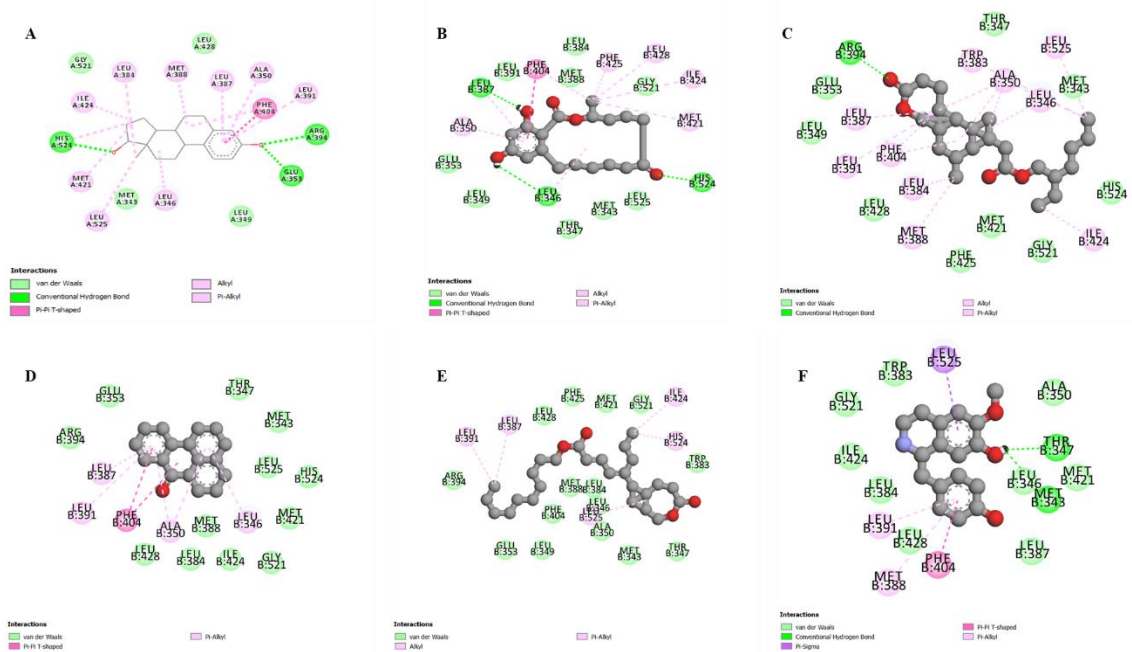 A
LEU
A:428
GLY
A:521
LEU
A:384
MET
A:388
LEU
A:387
ALA
A:350
LEU
A:391
ILE
A:424
PHE
A:404
HIS
A:524
ARG
A:394
GLU
A:353
MET
A:421
MET
A:343
LEU
A:346
LEU
A:525
LEU
A:349
Interactions
van der Waals
Conventional Hydrogen Bond
Pi-Pi T-shaped
Alkyl
Pi-Alkyl
B
LEU
B:384
LEU
B:391
PHE
B:404
MET
B:388
PHE
B:425
LEU
B:428
GLY
B:521
ILE
B:424
LEU
B:387
MET
B:421
ALA
B:350
GLU
B:353
HIS
B:524
LEU
B:349
LEU
B:346
LEU
B:525
MET
B:343
THR
B:347
Interactions
van der Waals
Conventional Hydrogen Bond
Pi-Pi T-shaped
Alkyl
Pi-Alkyl
C
THR
B:347
ARG
B:394
TRP
B:383
LEU
B:525
ALA
B:350
GLU
B:353
LEU
B:346
MET
B:343
LEU
B:387
LEU
B:349
PHE
B:404
LEU
B:391
LEU
B:384
HIS
B:524
LEU
B:428
MET
B:421
MET
B:388
GLY
B:521
ILE
B:424
PHE
B:425
Interactions
van der Waals
Conventional Hydrogen Bond
Alkyl
Pi-Alkyl
D
GLU
B:353
THR
B:347
ARG
B:394
MET
B:343
LEU
B:387
LEU
B:525
HIS
B:524
LEU
B:391
PHE
B:404
ALA
B:350
MET
B:388
LEU
B:346
MET
B:421
LEU
B:428
LEU
B:384
ILE
B:424
GLY
B:521
Interactions
van der Waals
Pi-Pi T-shaped
Pi-Alkyl
E
PHE
B:425
MET
B:421
GLY
B:521
ILE
B:424
LEU
B:428
LEU
B:387
LEU
B:391
HIS
B:524
TRP
B:383
ARG
B:394
MET
B:388
LEU
B:384
LEU
B:346
PHE
B:404
LEU
B:525
ALA
B:350
GLU
B:353
LEU
B:349
MET
B:343
THR
B:347
Interactions
van der Waals
Alkyl
Pi-Alkyl
F
LEU
B:525
TRP
B:383
GLY
B:521
ALA
B:350
ILE
B:424
THR
B:347
LEU
B:346
MET
B:421
LEU
B:384
MET
B:343
LEU
B:391
LEU
B:428
PHE
B:404
LEU
B:387
MET
B:388
Interactions
van der Waals
Conventional Hydrogen Bond
Pi-Sigma
Pi-Pi T-shaped
Pi-Alkyl